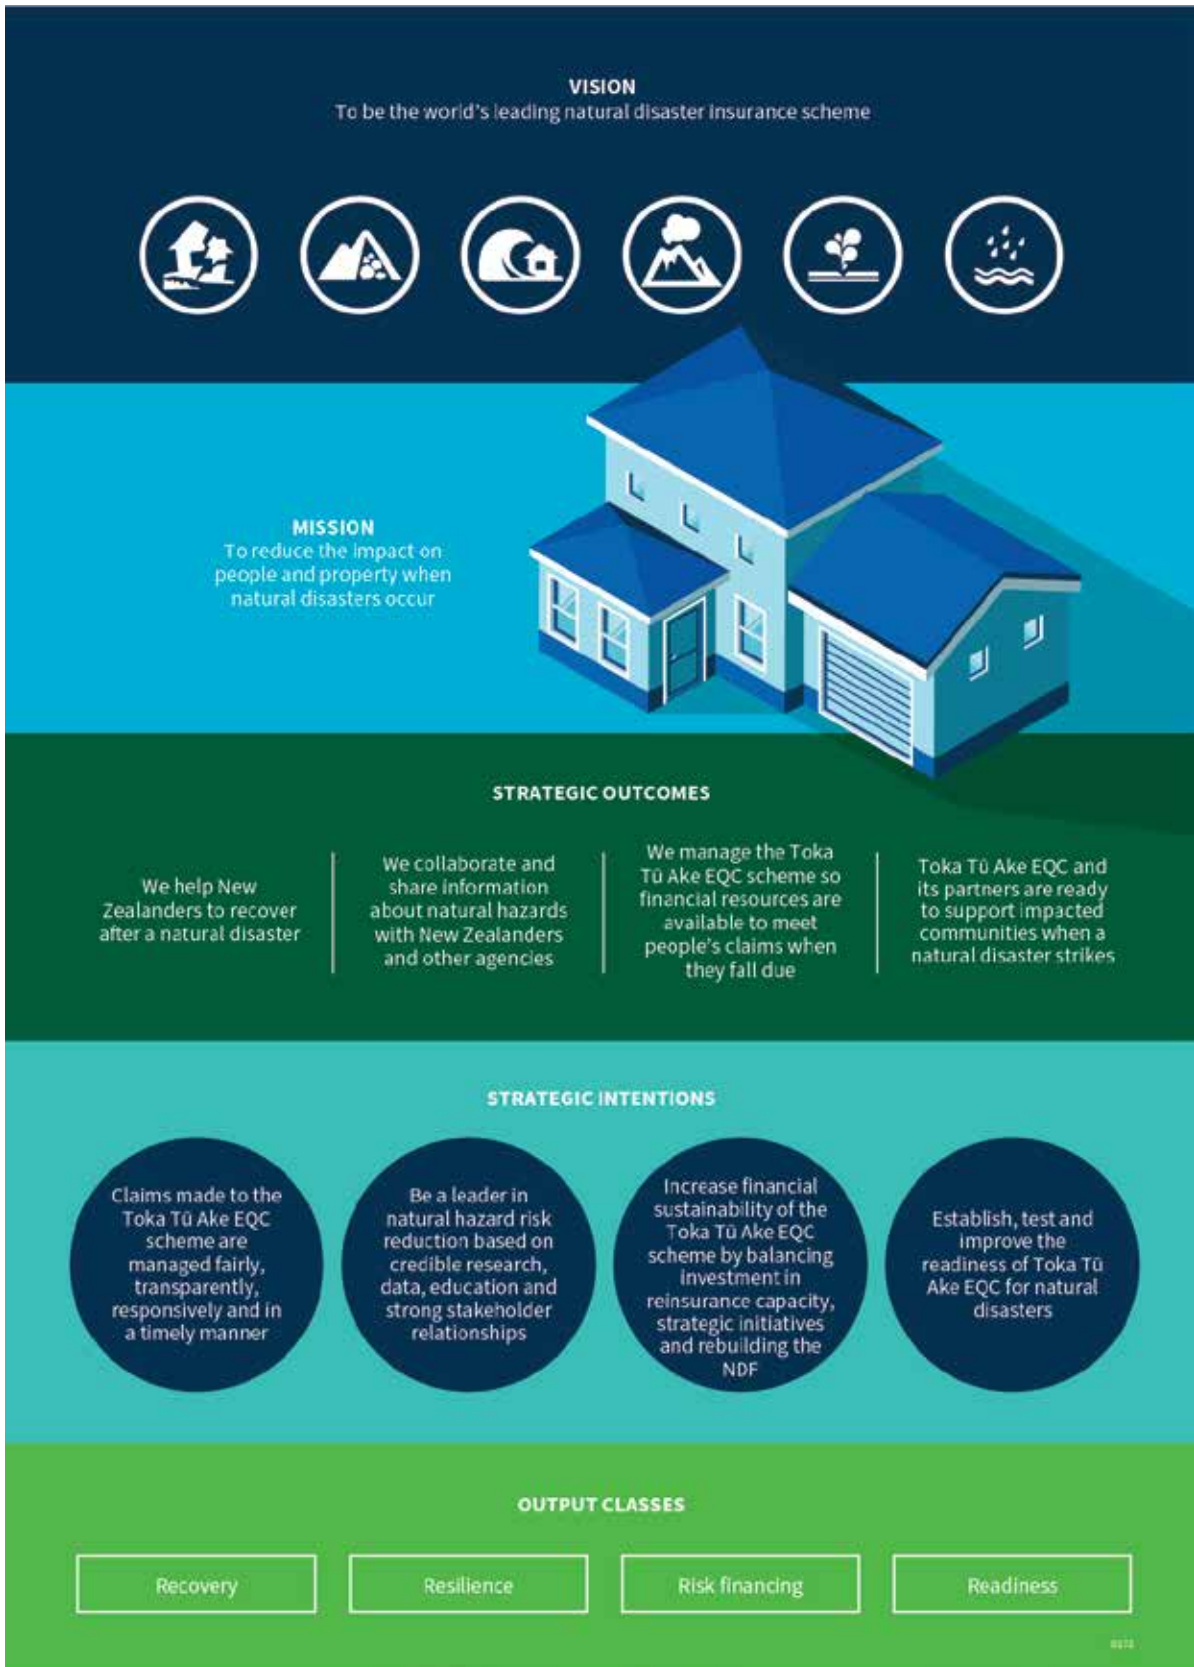 VISION
To be the world's leading natural disaster insurance scheme
MISSION
To reduce the impact on
people and property when
natural disasters occur
STRATEGIC OUTCOMES
We help New
Zealanders to recover
after a natural disaster
We collaborate and
share information
about natural hazards
with New Zealanders
and other agencies
We manage the Toka
Tū Ake EQC scheme so
financial resources are
available to meet
people's claims when
they fall due
Toka Tū Ake EQC and
its partners are ready
to support impacted
communities when a
natural disaster strikes
STRATEGIC INTENTIONS
Claims made to the
Toka Tū Ake EQC
scheme are
managed fairly,
transparently,
responsively and in
a timely manner
Be a leader in
natural hazard risk
reduction based on
credible research,
data, education and
strong stakeholder
relationships
Increase financial
sustainability of the
Toka Tū Ake EQC
scheme by balancing
investment in
reinsurance capacity,
strategic initiatives
and rebuilding the
NDF
Establish, test and
improve the
readiness of Toka Tū
Ake EQC for natural
disasters
OUTPUT CLASSES
Recovery
Resilience
Risk financing
Readiness